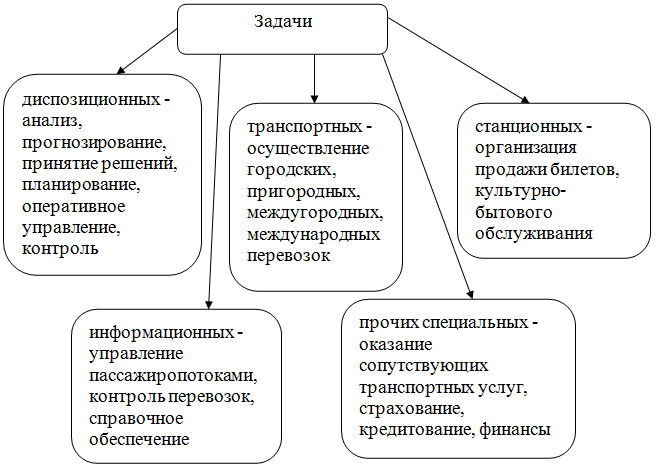 Задачи
диспозиционных -
анализ,
прогнозирование,
принятие решений,
планирование,
оперативное
управление,
контроль
транспортных -
осуществление
городских,
пригородных,
междугородных,
международных
перевозок
станционных -
организация
продажи билетов,
культурно-
бытового
обслуживания
информационных -
управление
пассажиропотоками,
контроль перевозок,
справочное
обеспечение
прочих специальных -
оказание
сопутствующих
транспортных услуг,
страхование,
кредитование, финансы